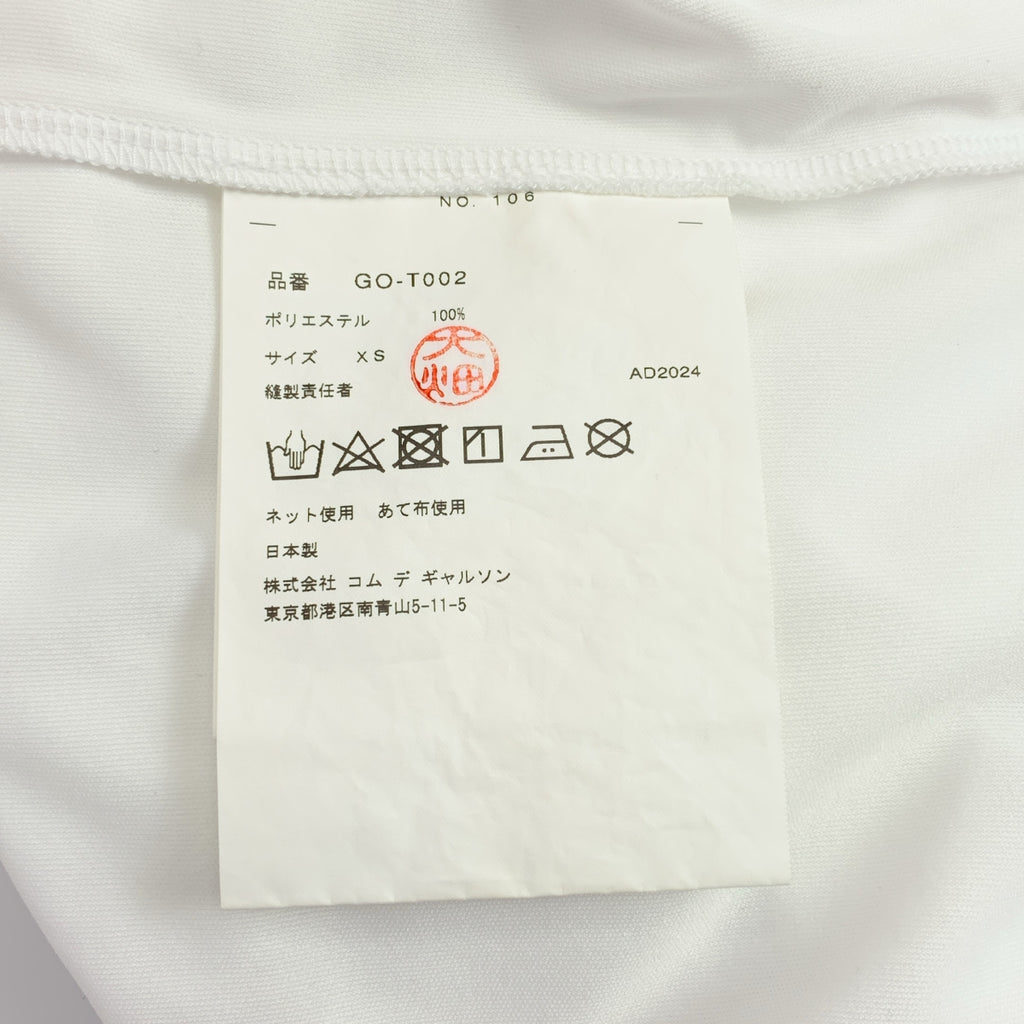 NO. 106
品番 GO-T002
ポリエステル 100%
サイズ XS
大畑
縫製責任者
AD2024
ネット使用 あて布使用
日本製
株式会社 コム デ ギャルソン
東京都港区南青山5-11-5